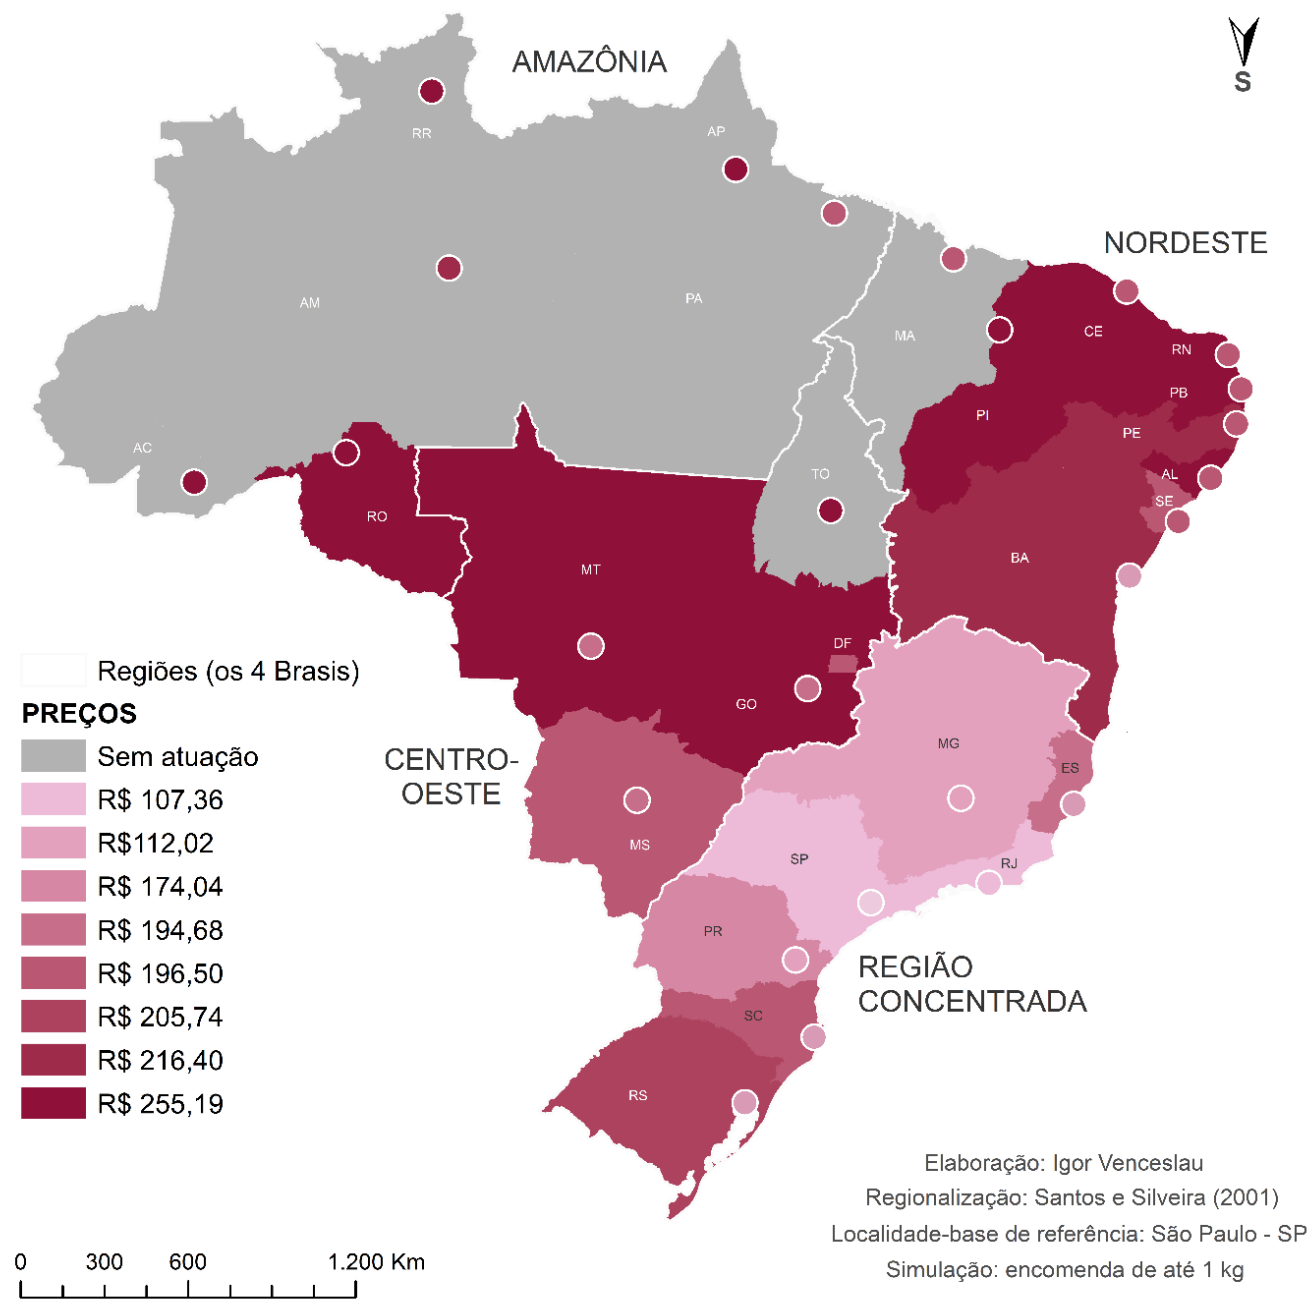 AMAZÔNIA
S
RR
AP
NORDESTE
AM
PA
MA
CE
RN
PB
PI
PE
AC
TO
AL
SE
RO
BA
MT
DF
GO
Regiões (os 4 Brasis)
PREÇOS
Sem atuação
R$ 107,36
R$112,02
R$ 174,04
R$ 194,68
R$ 196,50
R$ 205,74
R$ 216,40
R$ 255,19
CENTRO-
OESTE
MG
ES
MS
SP
RJ
PR
REGIÃO
CONCENTRADA
SC
RS
Elaboração: Igor Venceslau
Regionalização: Santos e Silveira (2001)
Localidade-base de referência: São Paulo - SP
Simulação: encomenda de até 1 kg
0 300 600 1.200 Km